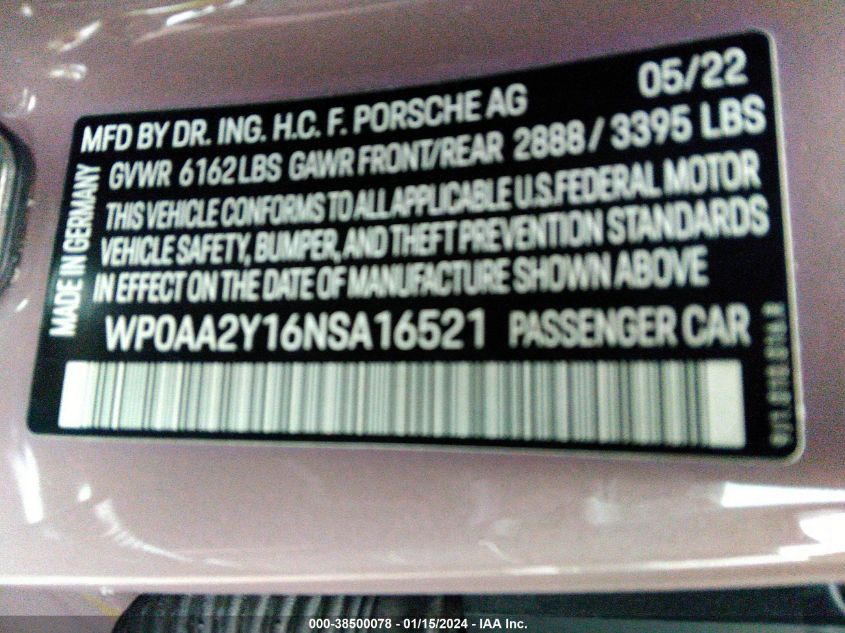 05/22
MFD BY DR. ING. H.C. F. PORSCHE AG
GVWR 6162 LBS GAWR FRONT/REAR 2888 / 3395 LBS
THIS VEHICLE CONFORMS TO ALL APPLICABLE U.S. FEDERAL MOTOR
VEHICLE SAFETY, BUMPER, AND THEFT PREVENTION STANDARDS
IN EFFECT ON THE DATE OF MANUFACTURE SHOWN ABOVE
WP0AA2Y16NSA16521 PASSENGER CAR
MADE IN GERMANY
000-38500078 - 01/15/2024 - IAA Inc.